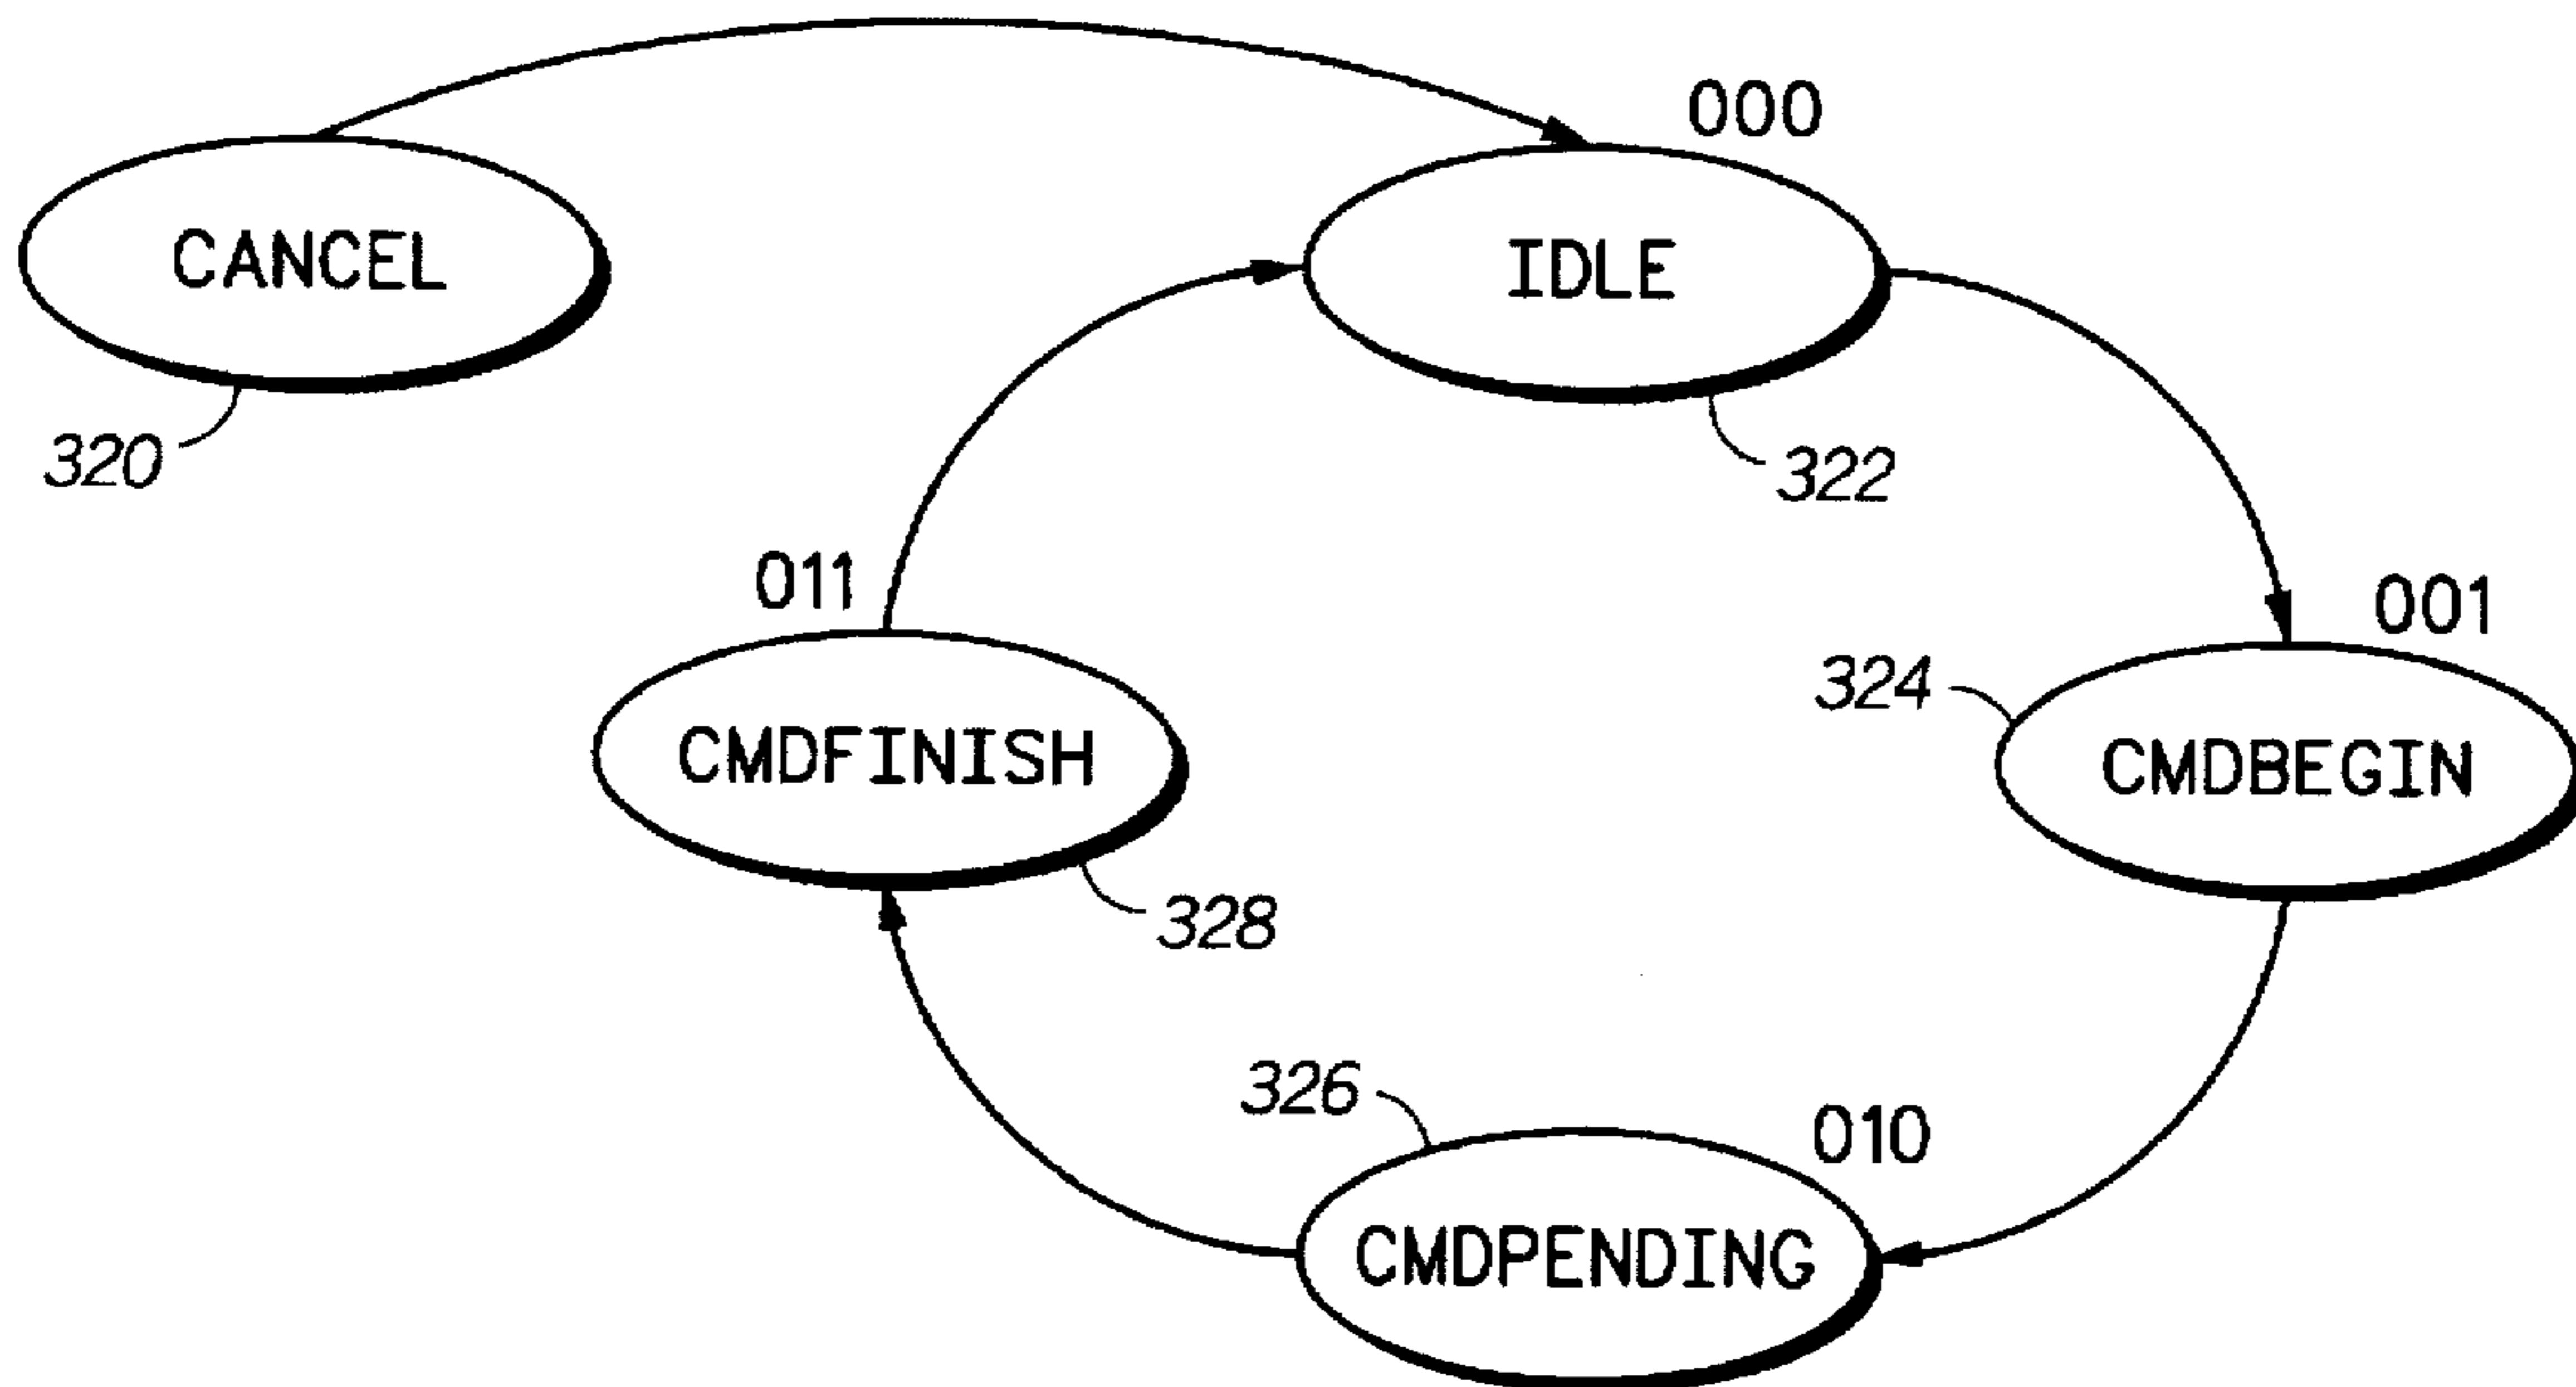 000
CANCEL
IDLE
320
322
011
001
324
CMDFINISH
CMDBEGIN
328
326
010
CMDPENDING